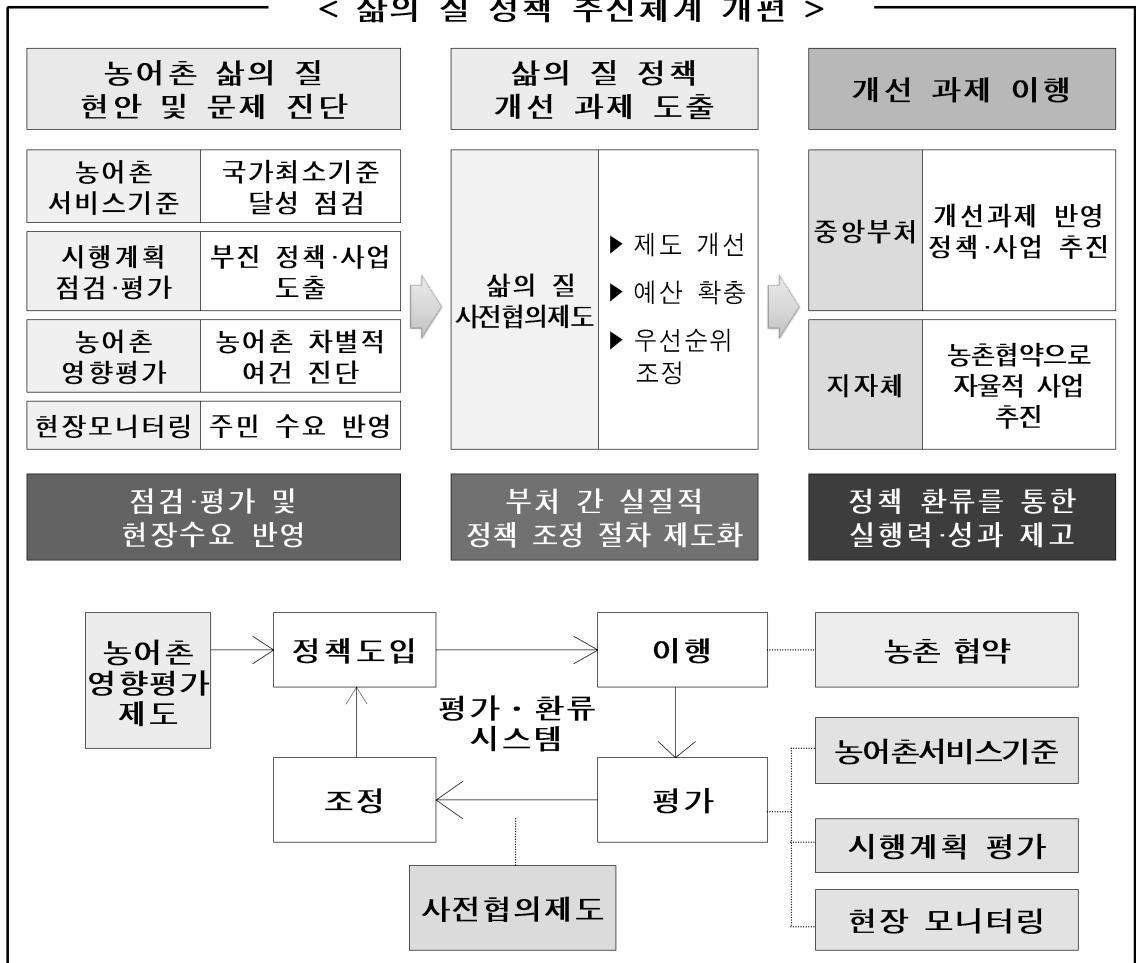 < 삶의 질 정책 추진체계 개편 >
농어촌 삶의 질
현안 및 문제 진단
삶의 질 정책
개선 과제 도출
개선 과제 이행
농어촌
서비스기준
국가최소기준
달성 점검
시행계획
점검·평가
부진 정책·사업
도출
농어촌
영향평가
농어촌 차별적
여건 진단
현장모니터링
주민 수요 반영
삶의 질
사전협의제도
▶ 제도 개선
▶ 예산 확충
▶ 우선순위
조정
중앙부처
개선과제 반영
정책·사업 추진
지자체
농촌협약으로
자율적 사업
추진
점검·평가 및
현장수요 반영
부처 간 실질적
정책 조정 절차 제도화
정책 환류를 통한
실행력·성과 제고
농어촌
영향평가
제도
정책도입
이행
농촌 협약
평가·환류
시스템
농어촌서비스기준
조정
평가
시행계획 평가
사전협의제도
현장 모니터링